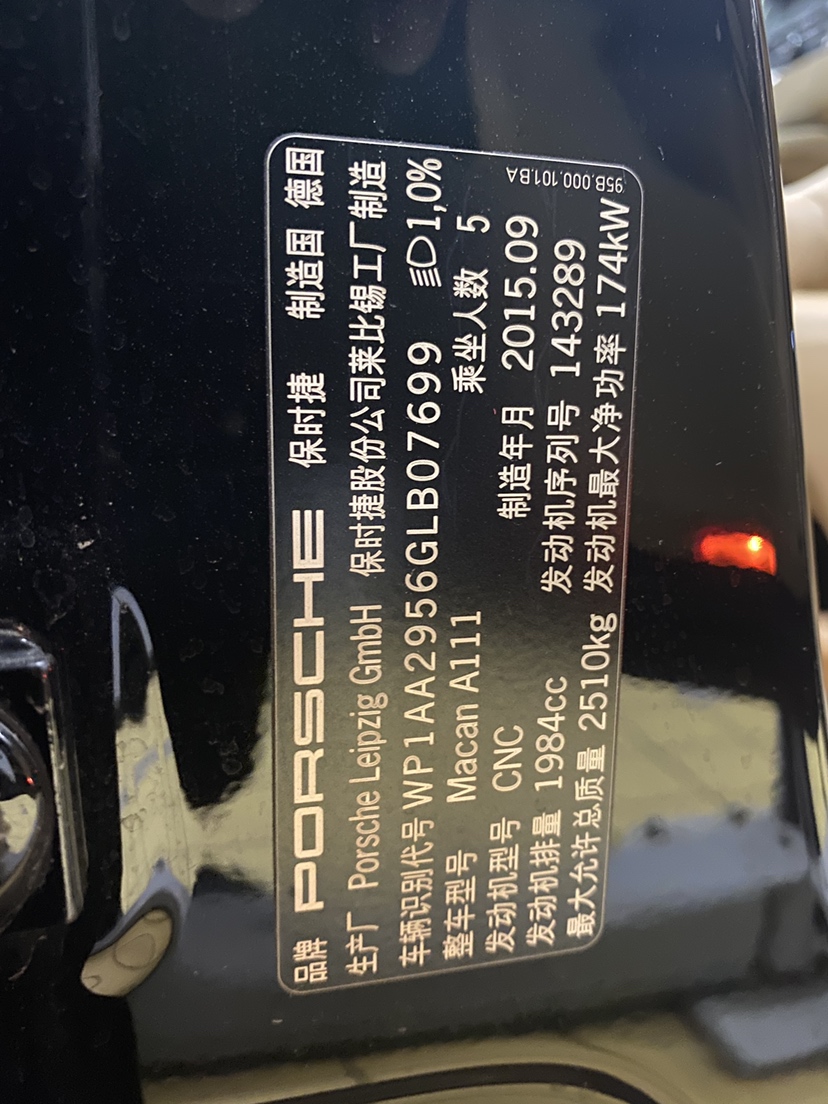 品牌 PORSCHE 保时捷 制造国 德国
生产厂 Porsche Leipzig GmbH 保时捷股份公司莱比锡工厂制造
车辆识别代号 WP1AA2956GLB07699 1,0%
整车型号 Macan A111 乘坐人数 5
发动机型号 CNC 制造年月 2015.09
发动机排量 1984cc 发动机序列号 143289
最大允许总质量 2510kg 发动机最大净功率 174kW
95B.000.101.BA